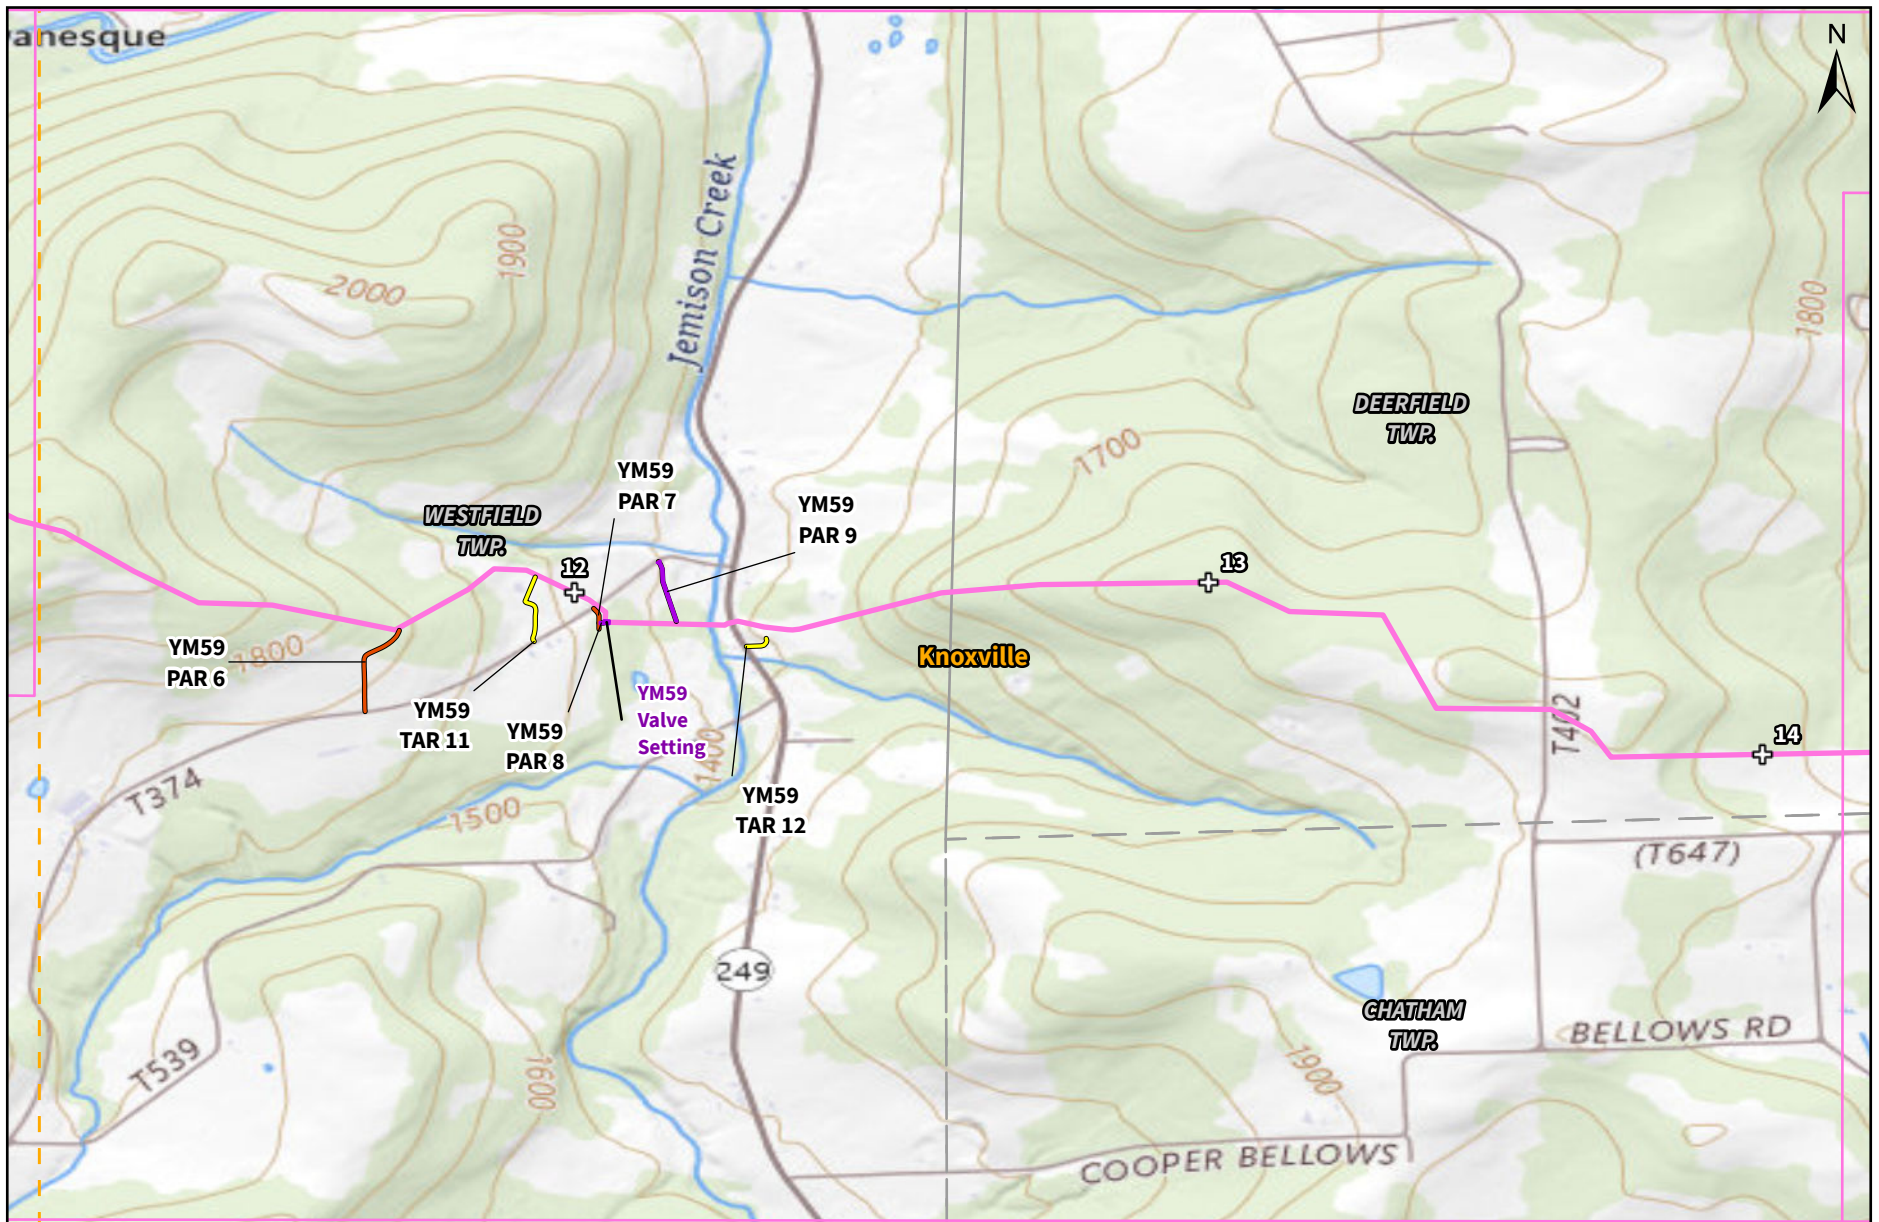 anesque
N
Jemison Creek
1900
2000
1800
DEERFIELD
TWP.
1700
YM59
PAR 7
WESTFIELD
TWP.
YM59
PAR 9
12
13
YM59
PAR 6
1800
Knoxville
YM59
TAR 11
YM59
PAR 8
YM59
Valve
Setting
1400
T402
14
T374
1500
YM59
TAR 12
(T647)
249
CHATHAM
TWP.
BELLOWS RD
T539
1600
1900
COOPER BELLOWS